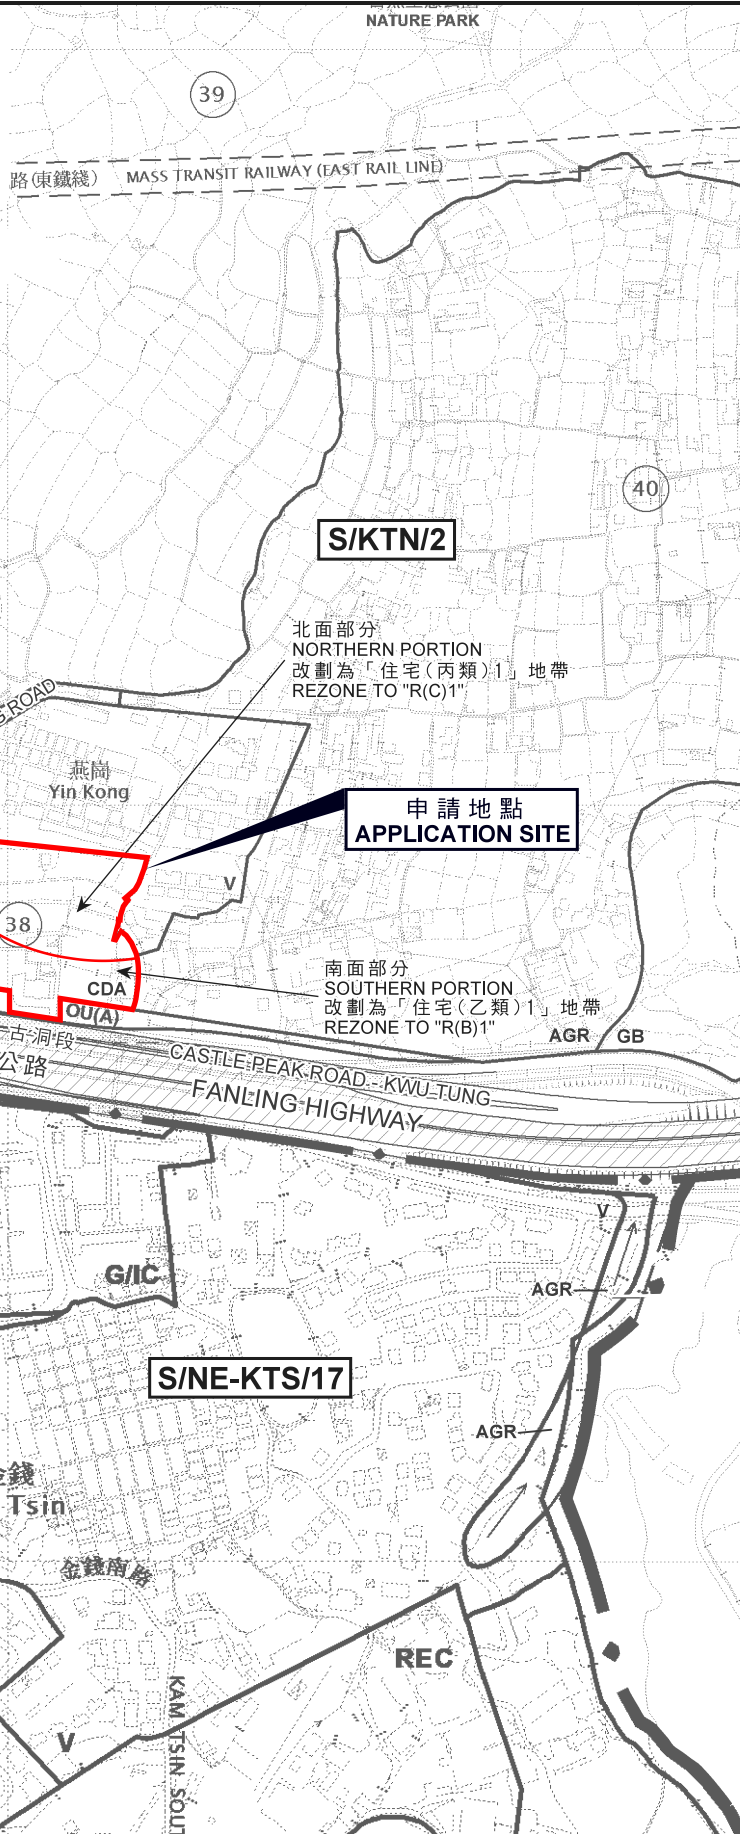 NATURE PARK
39
路(東鐵綫)
MASS TRANSIT RAILWAY (EAST RAIL LINE)
40
S/KTN/2
北面部分
NORTHERN PORTION
改劃為「住宅(丙類)1」地帶
REZONE TO "R(C)1"
ROAD
燕崗
Yin Kong
申請地點
APPLICATION SITE
V
38
南面部分
SOUTHERN PORTION
改劃為「住宅(乙類)1」地帶
REZONE TO "R(B)1"
CDA
OU(A)
AGR
GB
古洞段
公路
CASTLE PEAK ROAD - KWU TUNG
FANLING HIGHWAY
V
G/IC
AGR
S/NE-KTS/17
AGR
錢
Tsin
金錢南路
REC
KAM TSIN SOUT
V